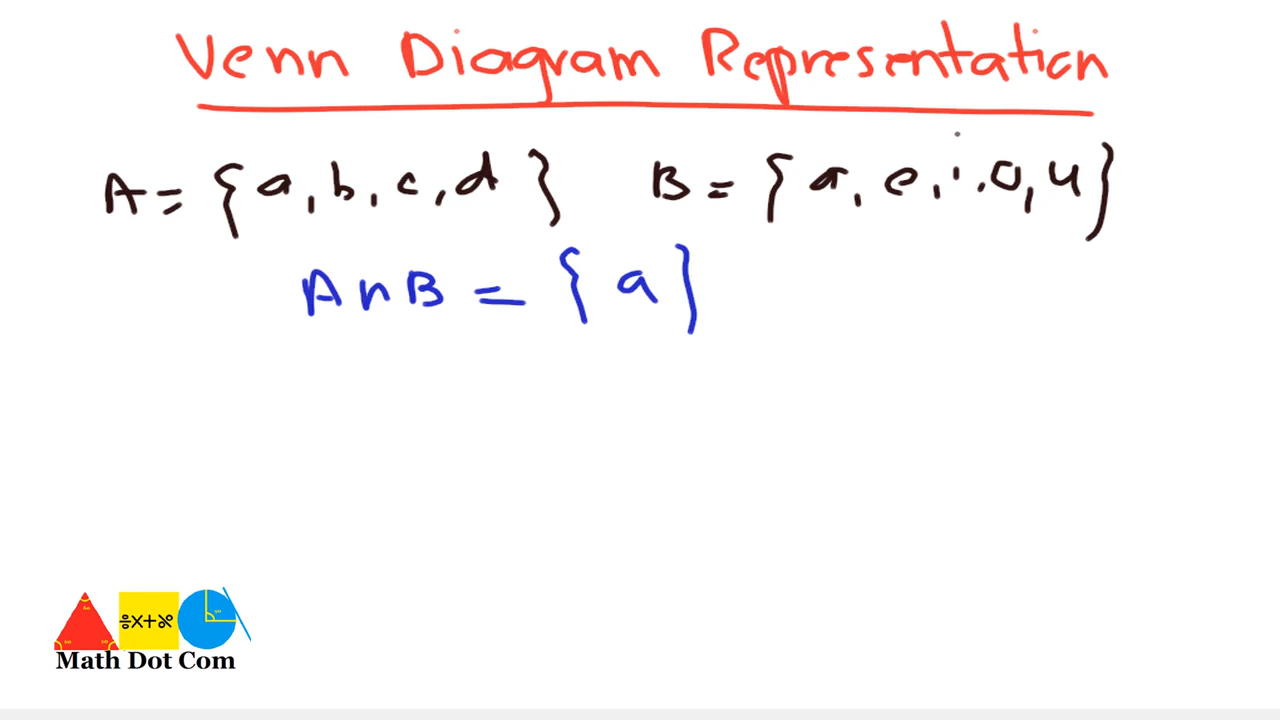 Venn Diagram Representation
A = {a, b, c, d} B = {a, e, i, o, u}
A∩B = {a}
÷x+%
Math Dot Com